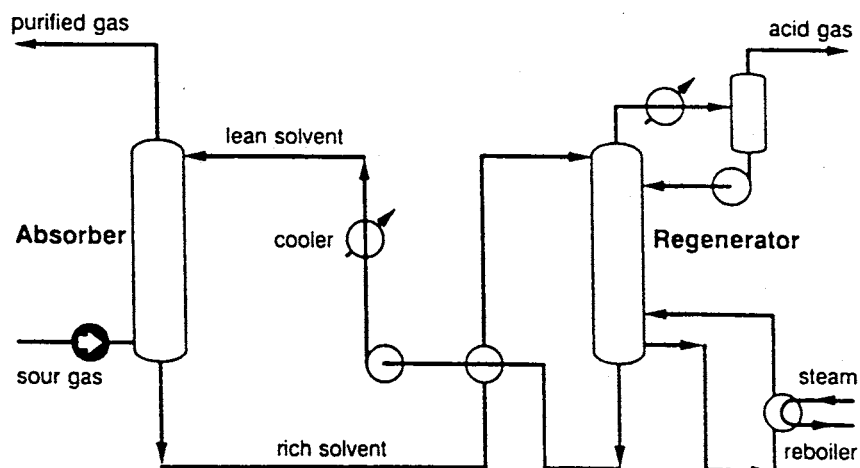 purified gas
acid gas
lean solvent
Absorber
cooler
Regenerator
sour gas
steam
rich solvent
reboiler